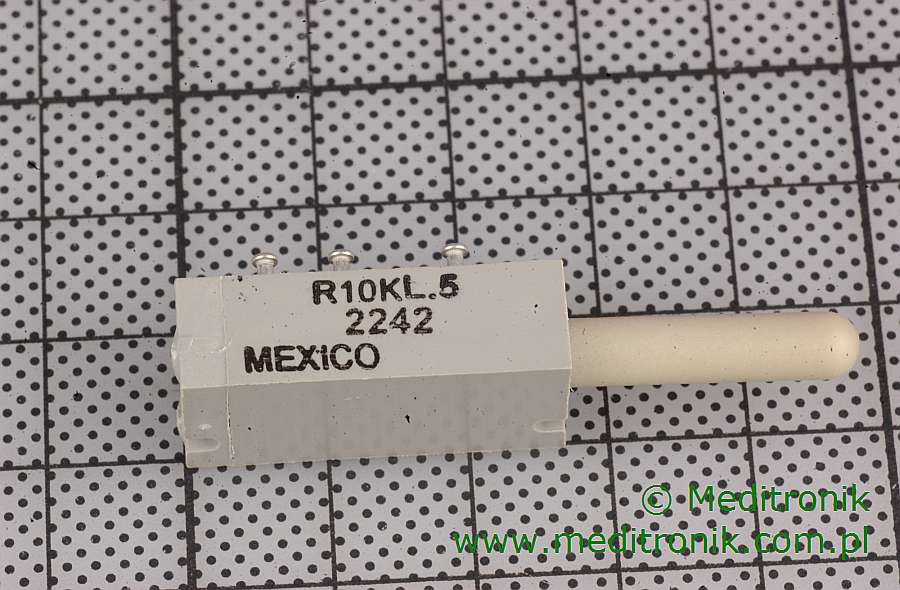 R10KL.5
2242
MEXICO
© Meditronik
www.meditronik.com.pl